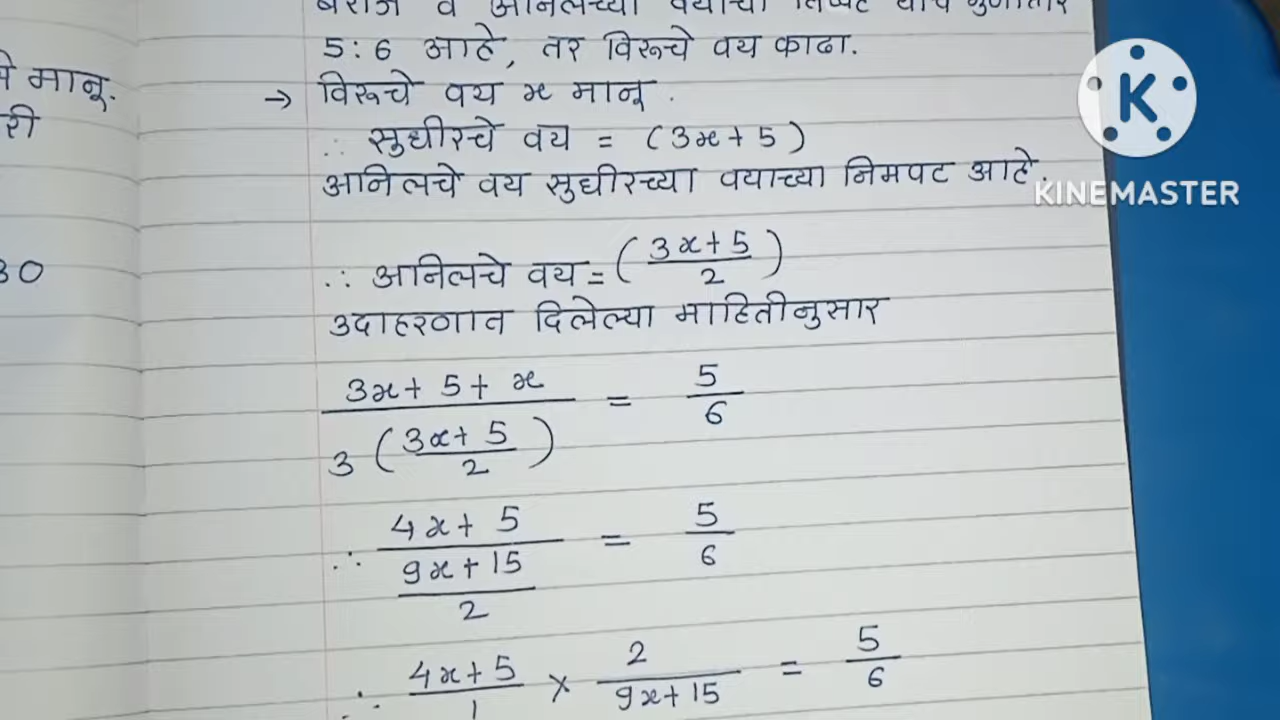 5:6 आहे, तर विरूचे वय काढा.
मानू.
री
→ विरूचे वय x मानू.
∴ सुधीरचे वय = (3x+5)
आनिलचे वय सुधीरच्या वयाच्या निमपट आहे.
30
∴ आनिलचे वय = (3x+5/2)
उदाहरणात दिलेल्या माहितीनुसार
3x+5+x / 3(3x+5/2) = 5/6
∴ 4x+5 / (9x+15/2) = 5/6
∴ 4x+5/1 × 2/9x+15 = 5/6
K
KINEMASTER